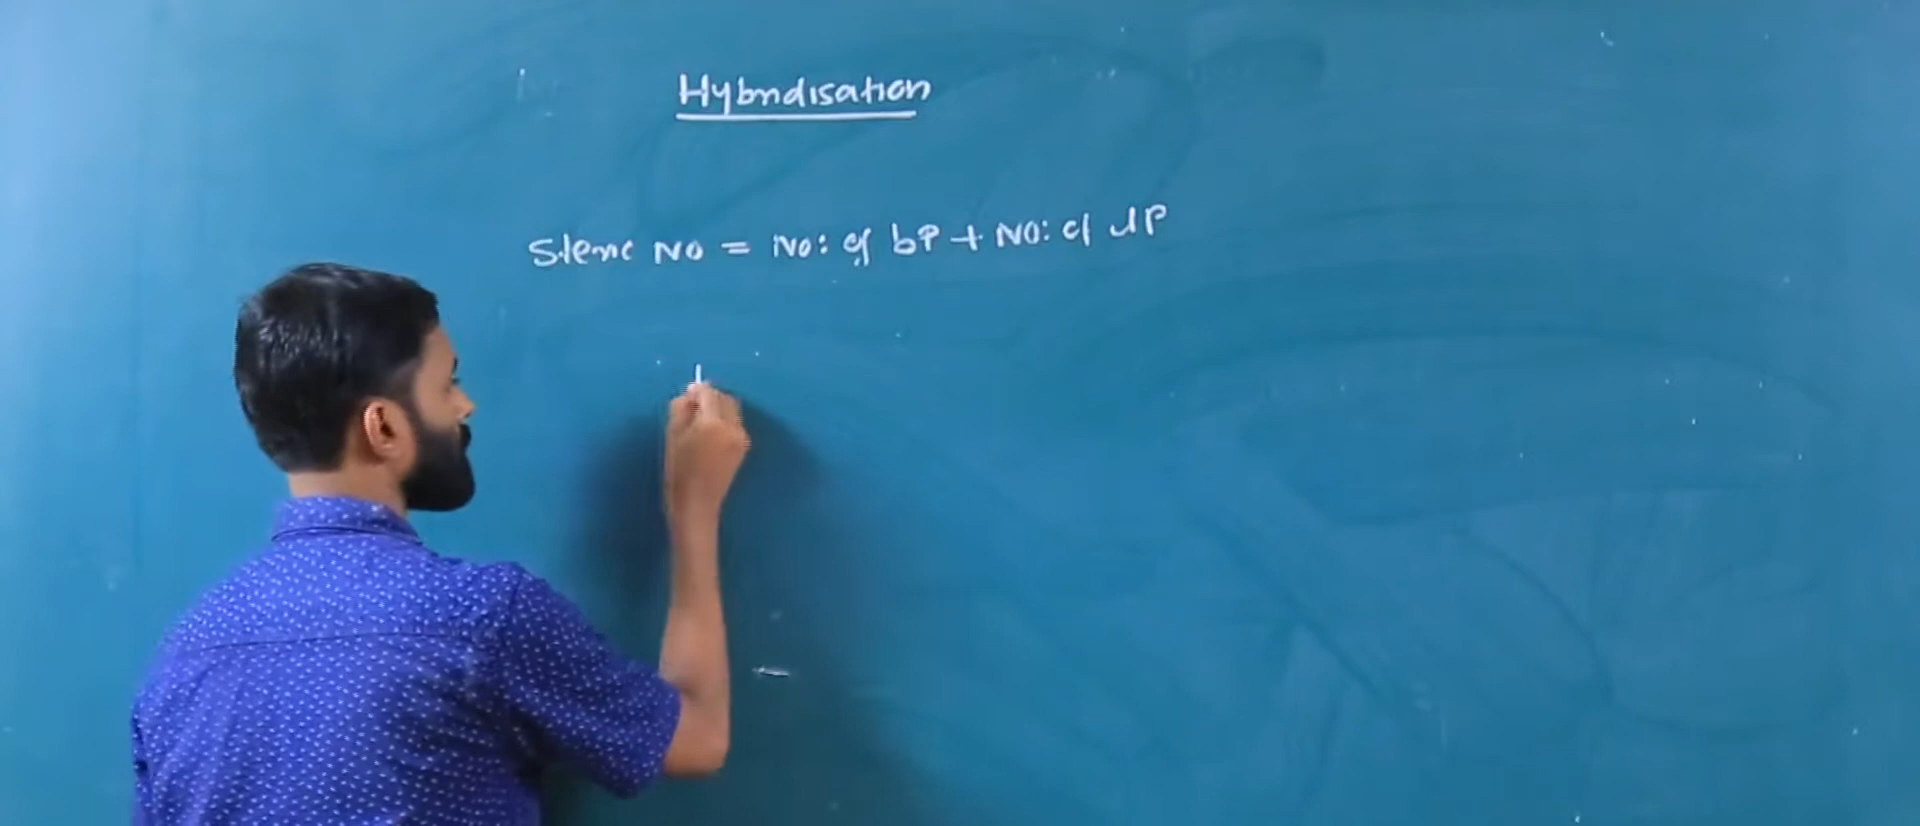 Hybridisation
Steric NO = No: of bP + NO: of lP